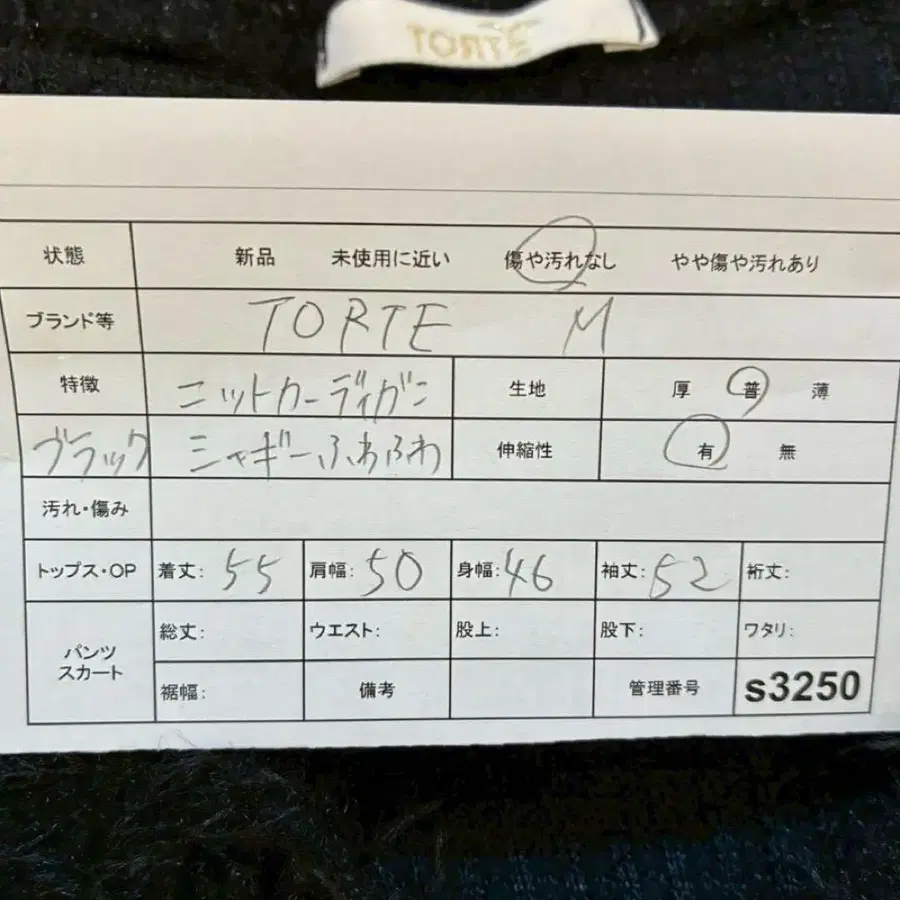 TORTE
状態 新品 未使用に近い 傷や汚れなし やや傷や汚れあり
ブランド等 TORTE M
特徴 ニットカーディガン 生地 厚 普 薄
ブラック シャギーふわふわ 伸縮性 有 無
汚れ・傷み
トップス・OP 着丈: 55 肩幅: 50 身幅: 46 袖丈: 52 裄丈:
パンツ 総丈: ウエスト: 股上: 股下: ワタリ:
スカート 裾幅: 備考 管理番号 s3250